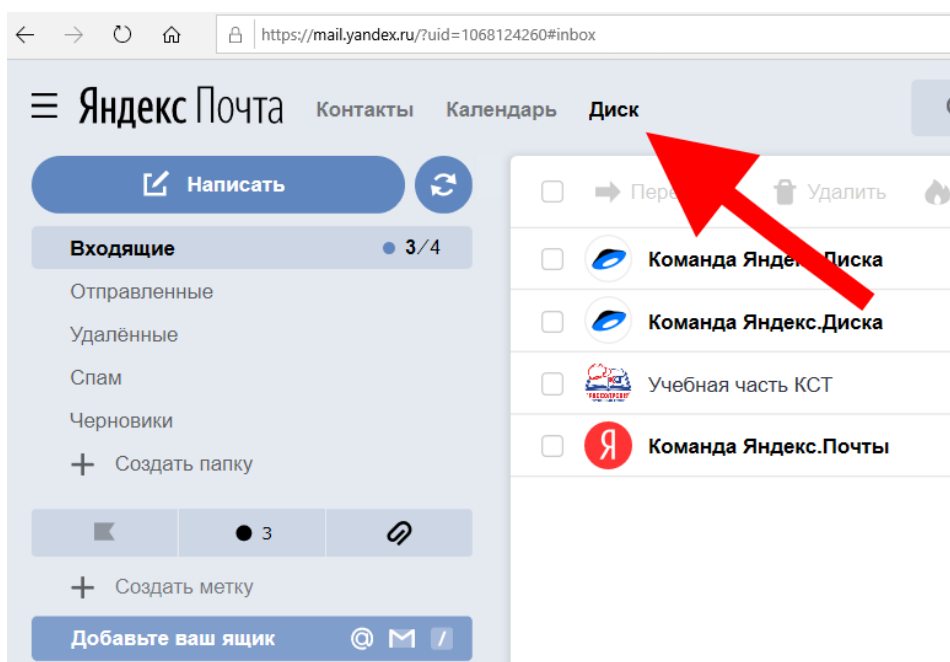 https://mail.yandex.ru/?uid=1068124260#inbox
Яндекс Почта Контакты Календарь Диск
Написать
Удалить
Входящие 3/4
Отправленные
Удалённые
Спам
Черновики
Создать папку
3
Создать метку
Добавьте ваш ящик @
Команда Яндекс.Диска
Команда Яндекс.Диска
Учебная часть КСТ
Я Команда Яндекс.Почты